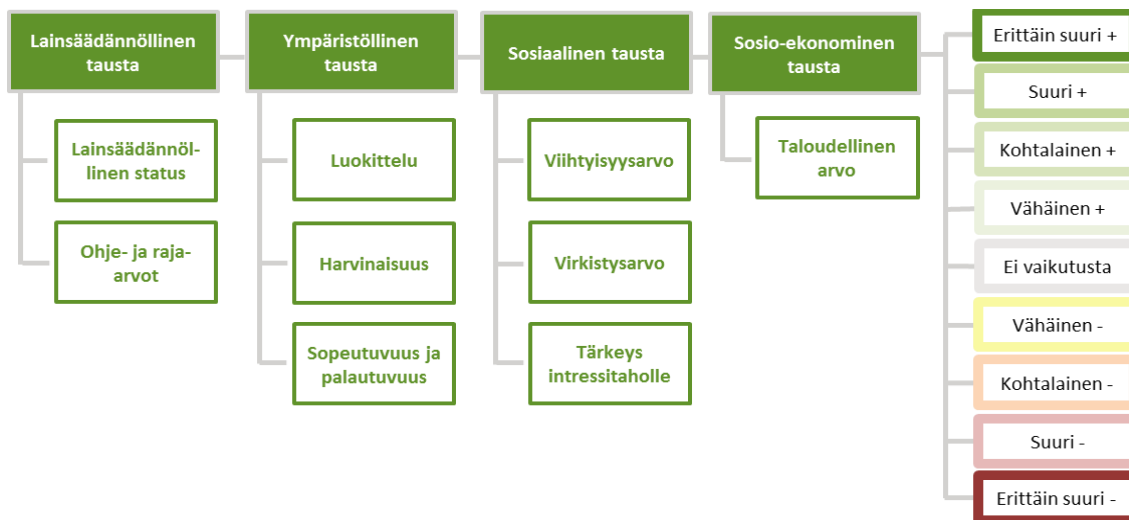 Lainsäädännöllinen
tausta
Lainsäädännöl-
linen status
Ohje- ja raja-
arvot
Ympäristöllinen
tausta
Luokittelu
Harvinaisuus
Sopeutuvuus ja
palautuvuus
Sosiaalinen tausta
Viihtyisyysarvo
Virkistysarvo
Tärkeys
intressitaholle
Sosio-ekonominen
tausta
Taloudellinen
arvo
Erittäin suuri +
Suuri +
Kohtalainen +
Vähäinen +
Ei vaikutusta
Vähäinen -
Kohtalainen -
Suuri -
Erittäin suuri -